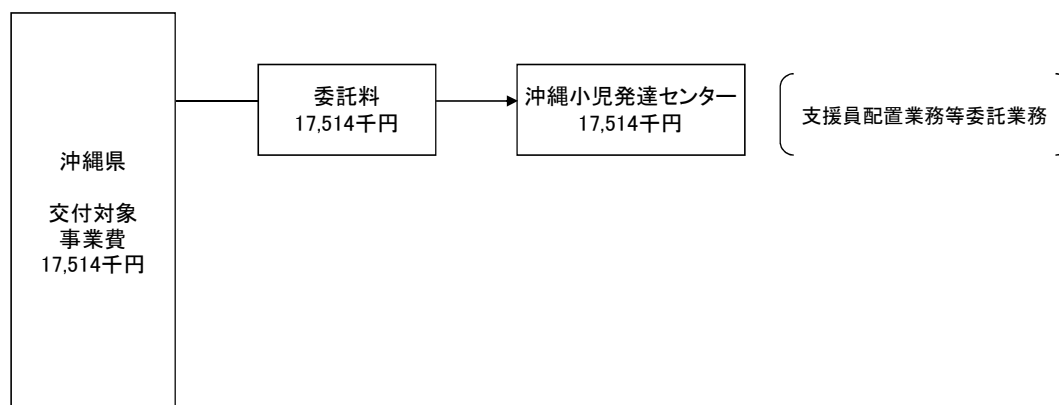 沖縄県
交付対象
事業費
17,514千円
委託料
17,514千円
沖縄小児発達センター
17,514千円
支援員配置業務等委託業務